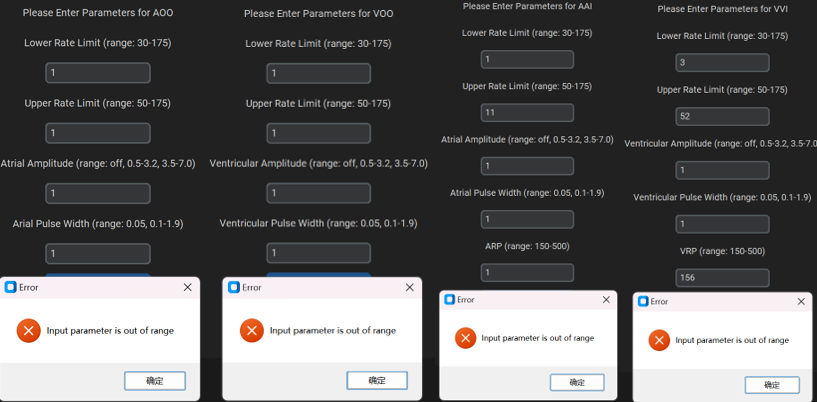 Please Enter Parameters for AOO
Lower Rate Limit (range: 30-175)
1
Upper Rate Limit (range: 50-175)
1
Atrial Amplitude (range: off, 0.5-3.2, 3.5-7.0)
1
Arial Pulse Width (range: 0.05, 0.1-1.9)
1
Error
Input parameter is out of range
确定
Please Enter Parameters for VOO
Lower Rate Limit (range: 30-175)
1
Upper Rate Limit (range: 50-175)
1
Ventricular Amplitude (range: off, 0.5-3.2, 3.5-7.0)
1
Ventricular Pulse Width (range: 0.05, 0.1-1.9)
1
Error
Input parameter is out of range
确定
Please Enter Parameters for AAI
Lower Rate Limit (range: 30-175)
1
Upper Rate Limit (range: 50-175)
11
Atrial Amplitude (range: off, 0.5-3.2, 3.5-7.0)
1
Atrial Pulse Width (range: 0.05, 0.1-1.9)
1
ARP (range: 150-500)
1
Error
Input parameter is out of range
确定
Please Enter Parameters for VVI
Lower Rate Limit (range: 30-175)
3
Upper Rate Limit (range: 50-175)
52
Ventricular Amplitude (range: off, 0.5-3.2, 3.5-7.0)
1
Ventricular Pulse Width (range: 0.05, 0.1-1.9)
1
VRP (range: 150-500)
156
Error
Input parameter is out of range
确定